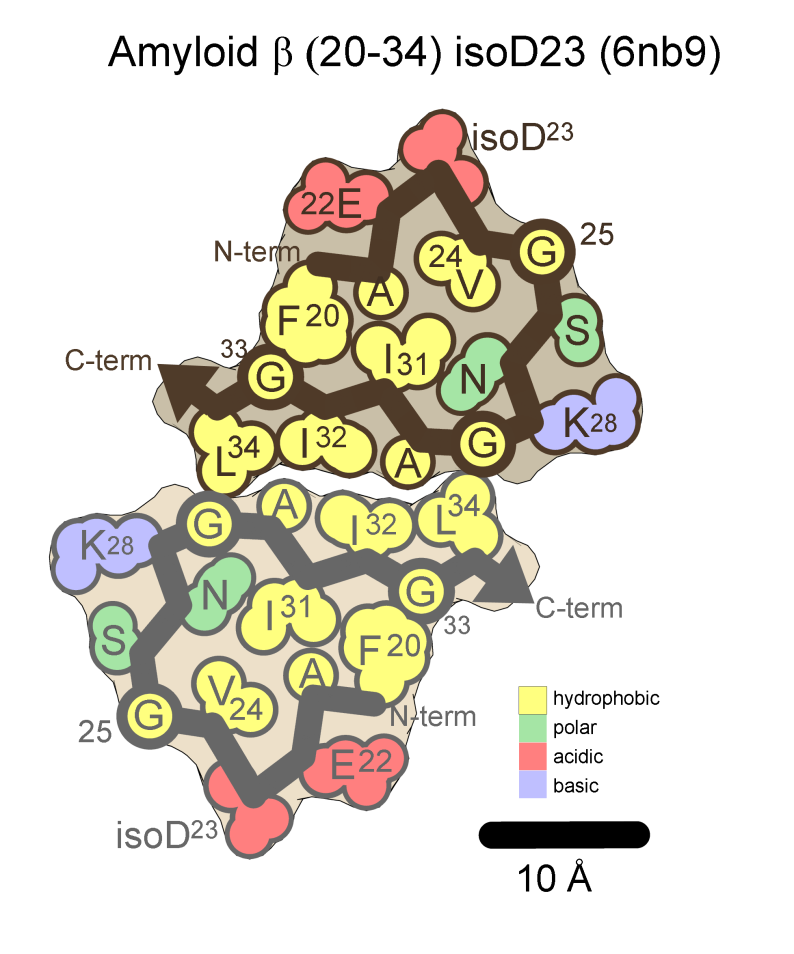 Amyloid β (20-34) isoD23 (6nb9)
isoD23
22E
25
N-term
24
V
G
A
F20
S
33
C-term
I31
N
G
K28
L34
I32
A
G
G
A
I32
L34
K28
N
I31
G
C-term
S
33
F20
A
V
24
G
25
N-term
E22
isoD23
hydrophobic
polar
acidic
basic
10 Å